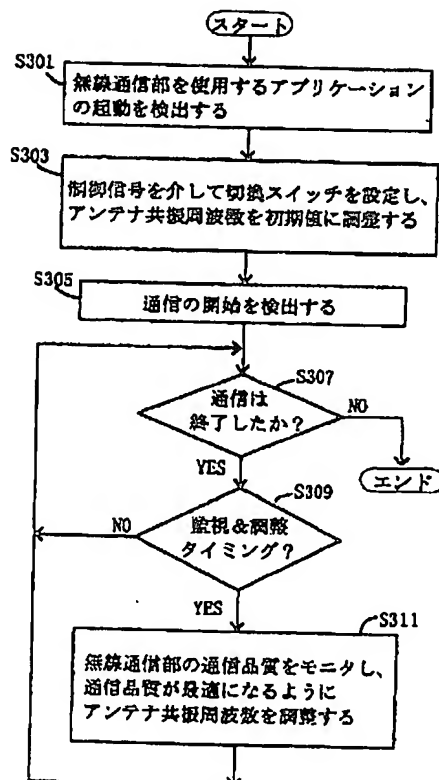 スタート
S301
無線通信部を使用するアプリケーション
の起動を検出する
S303
制御信号を介して切換スイッチを設定し、
アンテナ共振周波数を初期値に調整する
S305
通信の開始を検出する
S307
通信は
終了したか?
NO
YES
エンド
S309
NO
監視&調整
タイミング?
YES
S311
無線通信部の通信品質をモニタし、
通信品質が最適になるように
アンテナ共振周波数を調整する